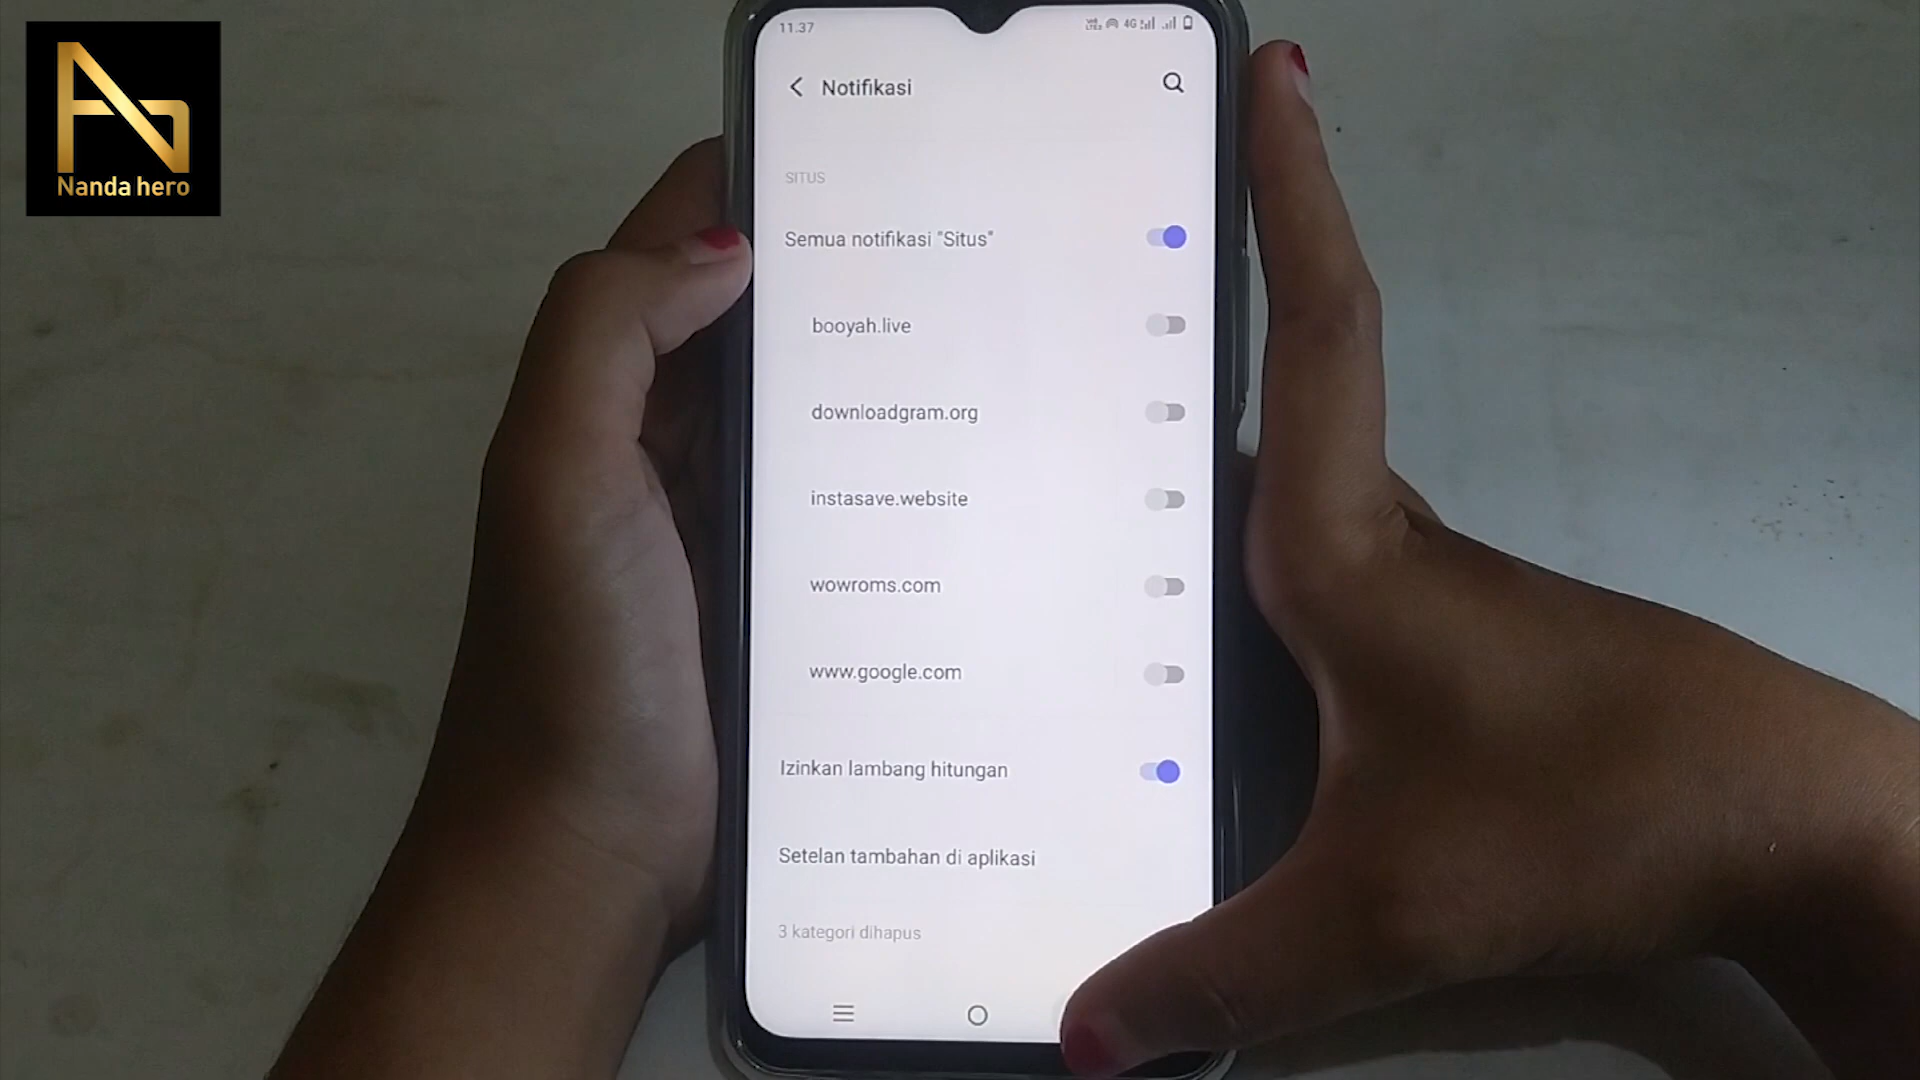 Nanda hero
11.37
4G
Notifikasi
SITUS
Semua notifikasi "Situs"
booyah.live
downloadgram.org
instasave.website
wowroms.com
www.google.com
Izinkan lambang hitungan
Setelan tambahan di aplikasi
3 kategori dihapus